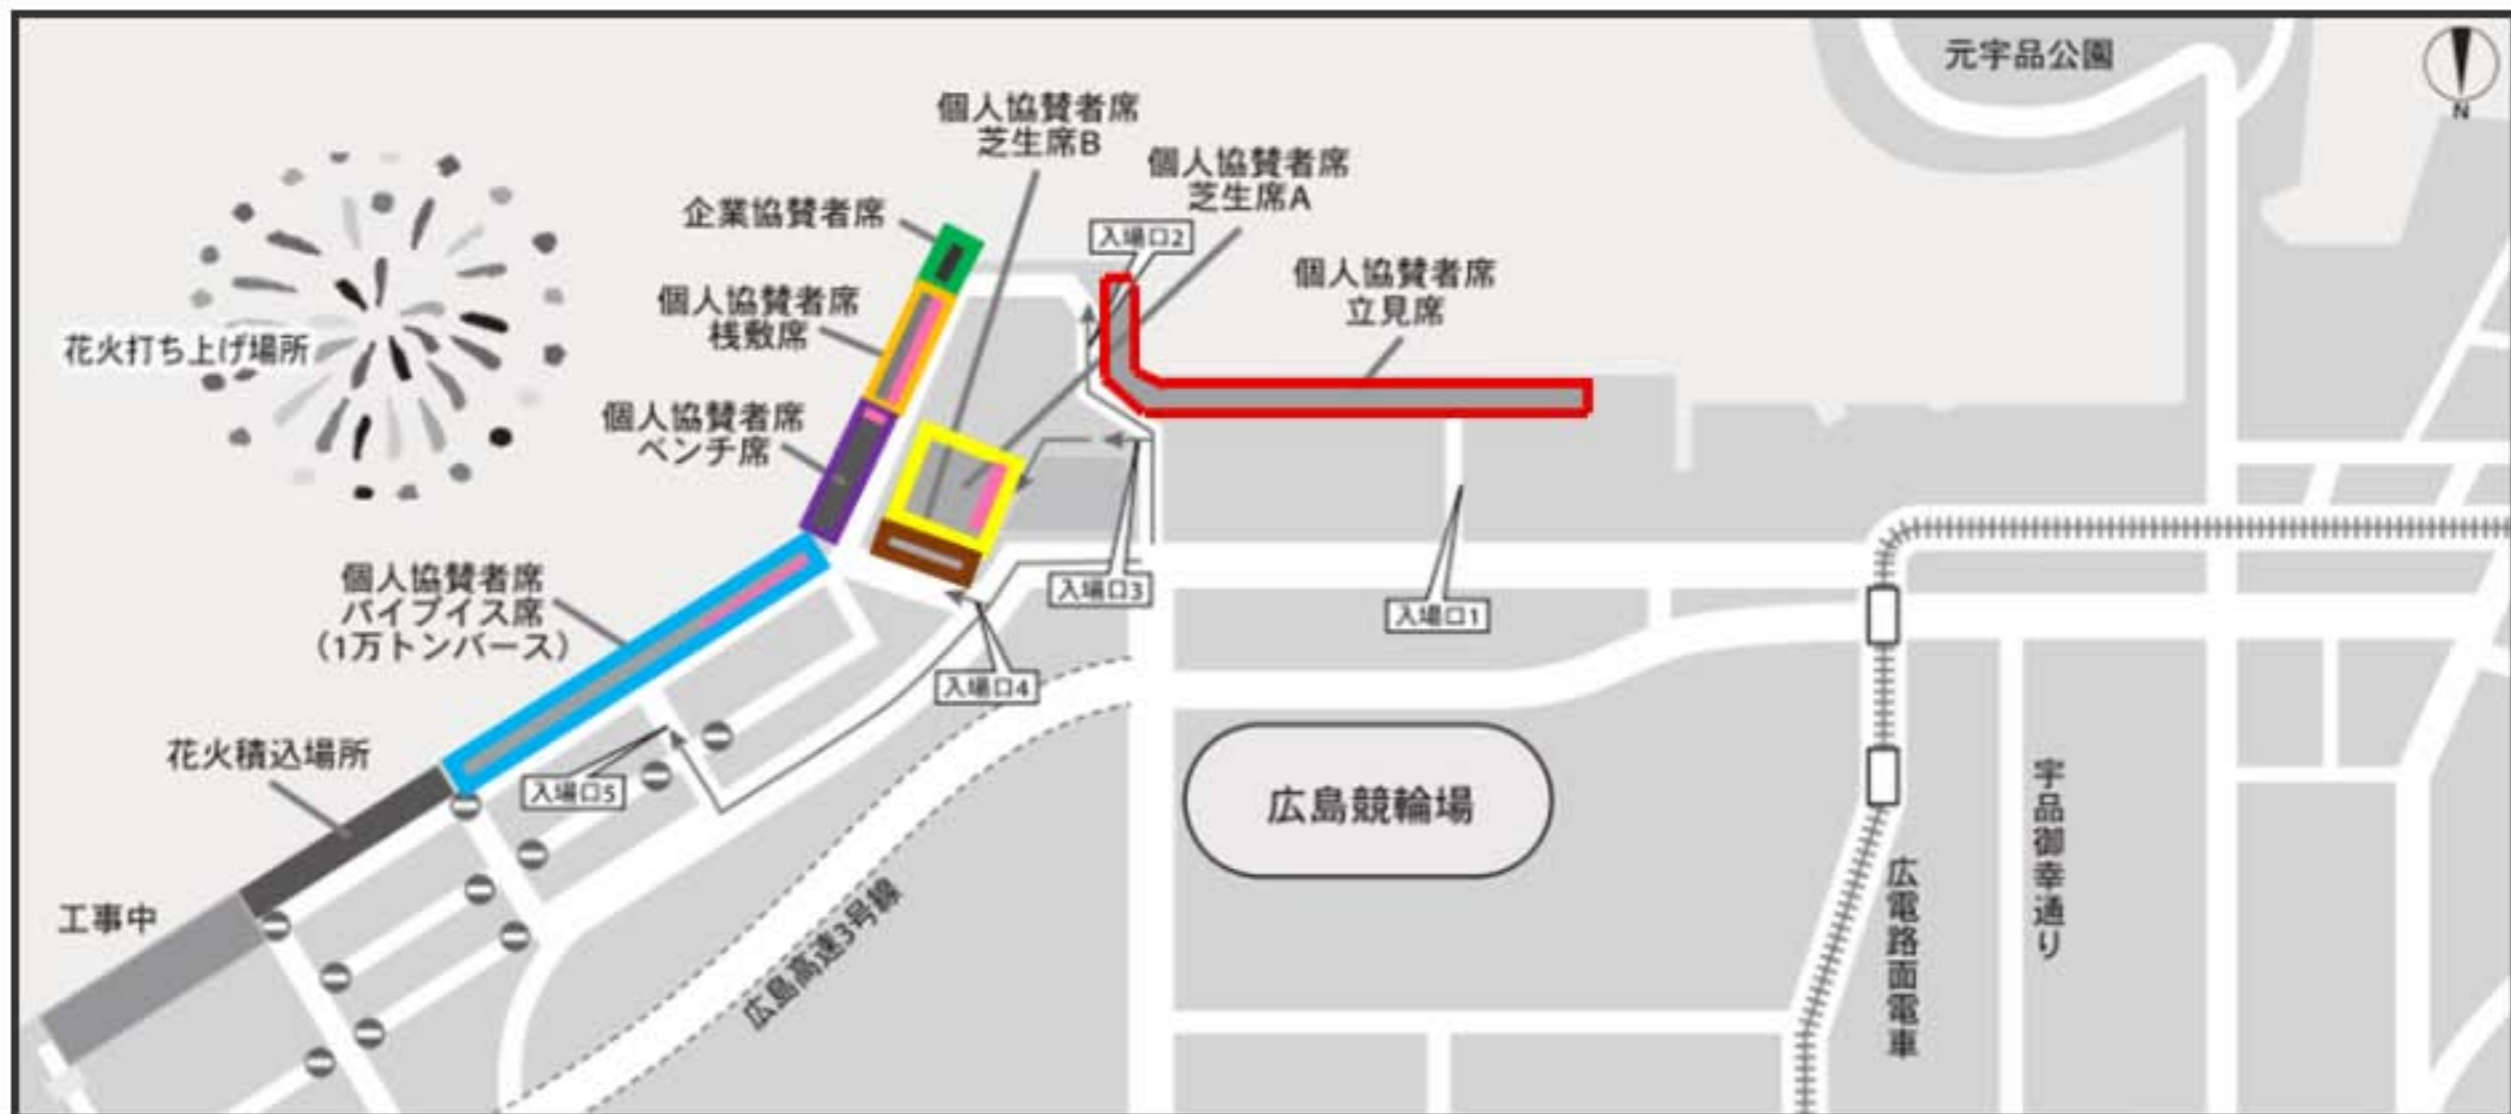 元宇品公園
N
個人協賛者席
芝生席B
個人協賛者席
芝生席A
企業協賛者席
入場口2
個人協賛者席
立見席
個人協賛者席
桟敷席
花火打ち上げ場所
個人協賛者席
ベンチ席
個人協賛者席
パイプイス席
（1万トンバース）
入場口3
入場口1
入場口4
花火積込場所
入場口5
広島競輪場
宇品御幸通り
広電路面電車
工事中
広島高速3号線